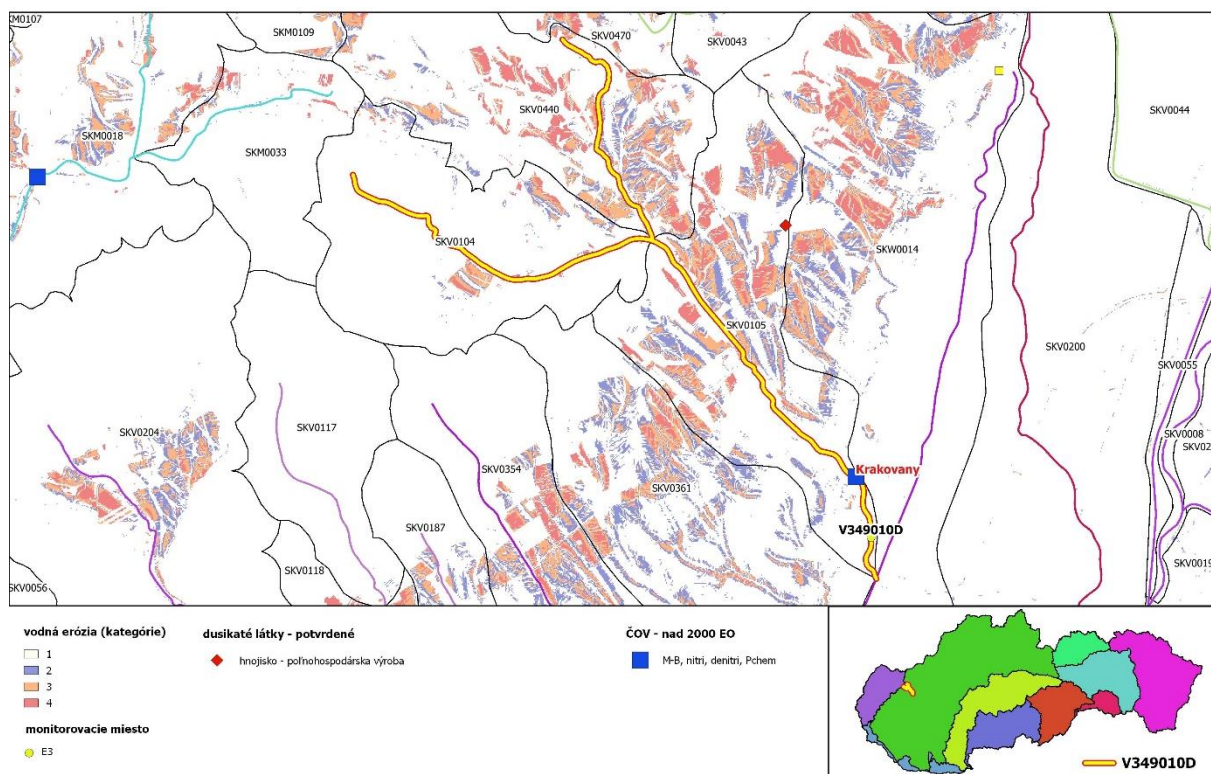 KM0107
SKM0109
SKV0470
SKV0043
SKV0440
SKV0044
SKM0018
SKM0033
SKV0104
SKW0014
SKV0105
SKV0200
SKV0055
SKV0117
SKV0204
SKV0008
SKV02
Krakovany
SKV0354
SKV0361
SKV0187
V349010D
SKV0118
SKV0056
SKV0019
vodná erózia (kategórie)
1
2
3
4
monitorovacie miesto
E3
dusikaté látky - potvrdené
hnojisko - poľnohospodárska výroba
ČOV - nad 2000 EO
M-B, nitri, denitri, Pchem
V349010D